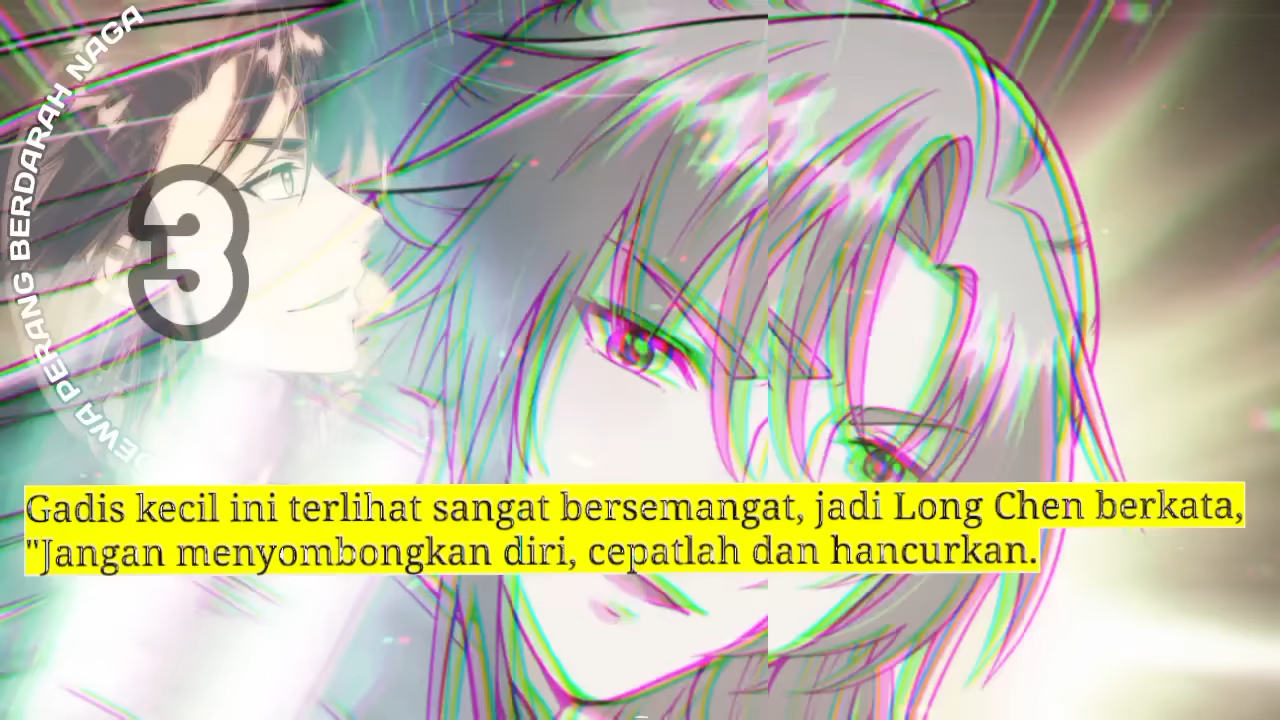 DEWA PERANG BERDARAH NAGA
3
Gadis kecil ini terlihat sangat bersemangat, jadi Long Chen berkata,
"Jangan menyombongkan diri, cepatlah dan hancurkan.